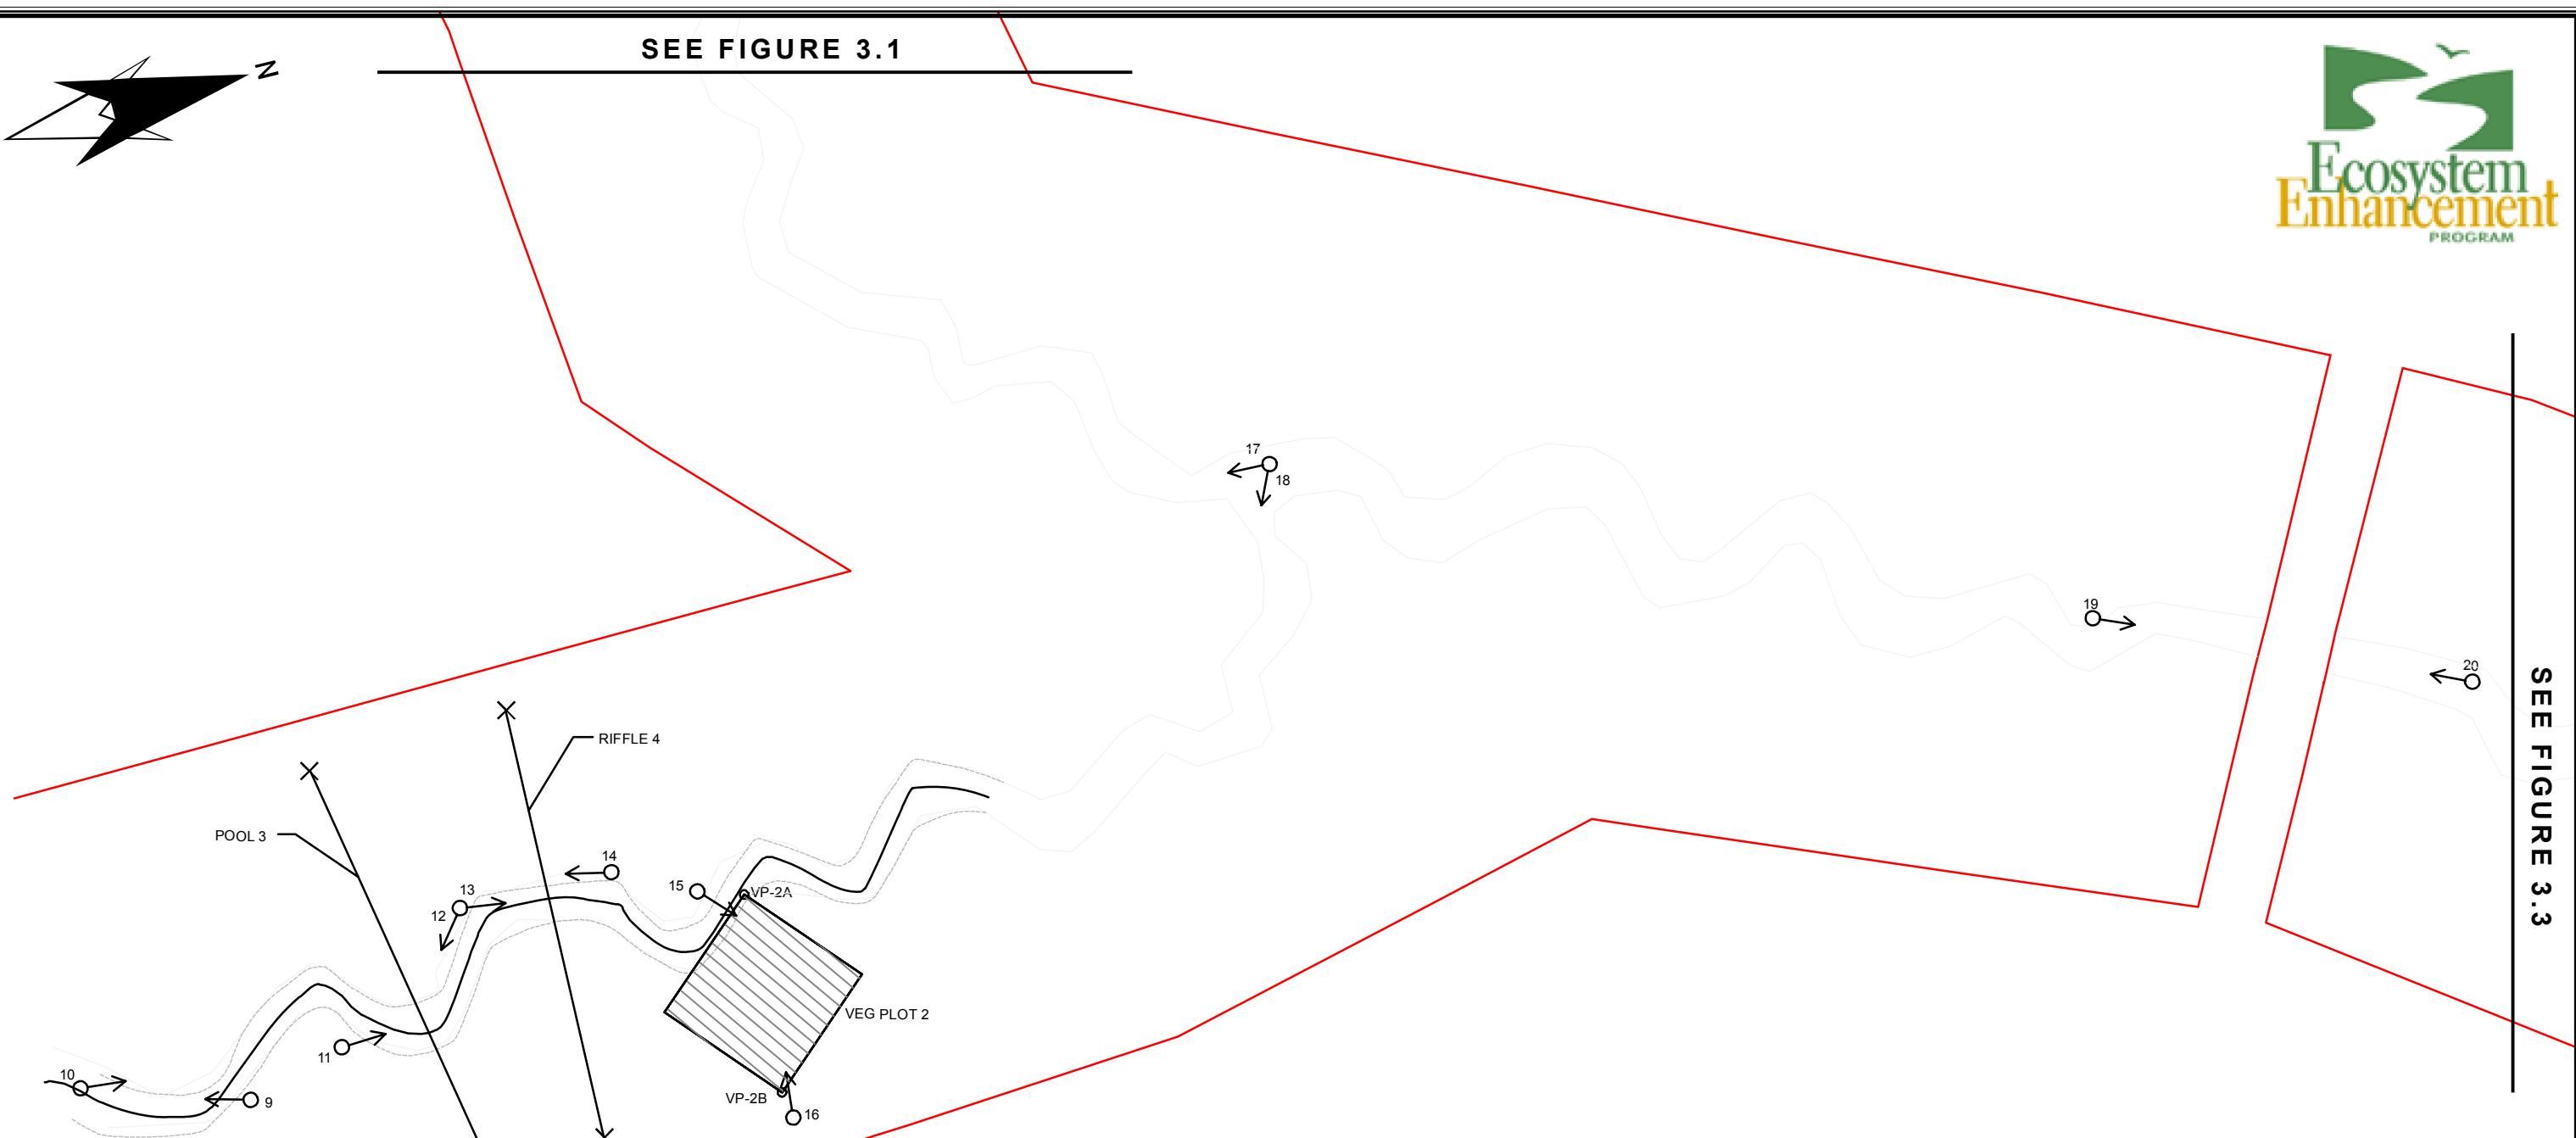 SEE FIGURE 3.1
N
Ecosystem
Enhancement
PROGRAM
17
18
19
20
SEE FIGURE 3.3
RIFFLE 4
POOL 3
14
13
12
15
VP-2A
VEG PLOT 2
11
10
9
VP-2B
16